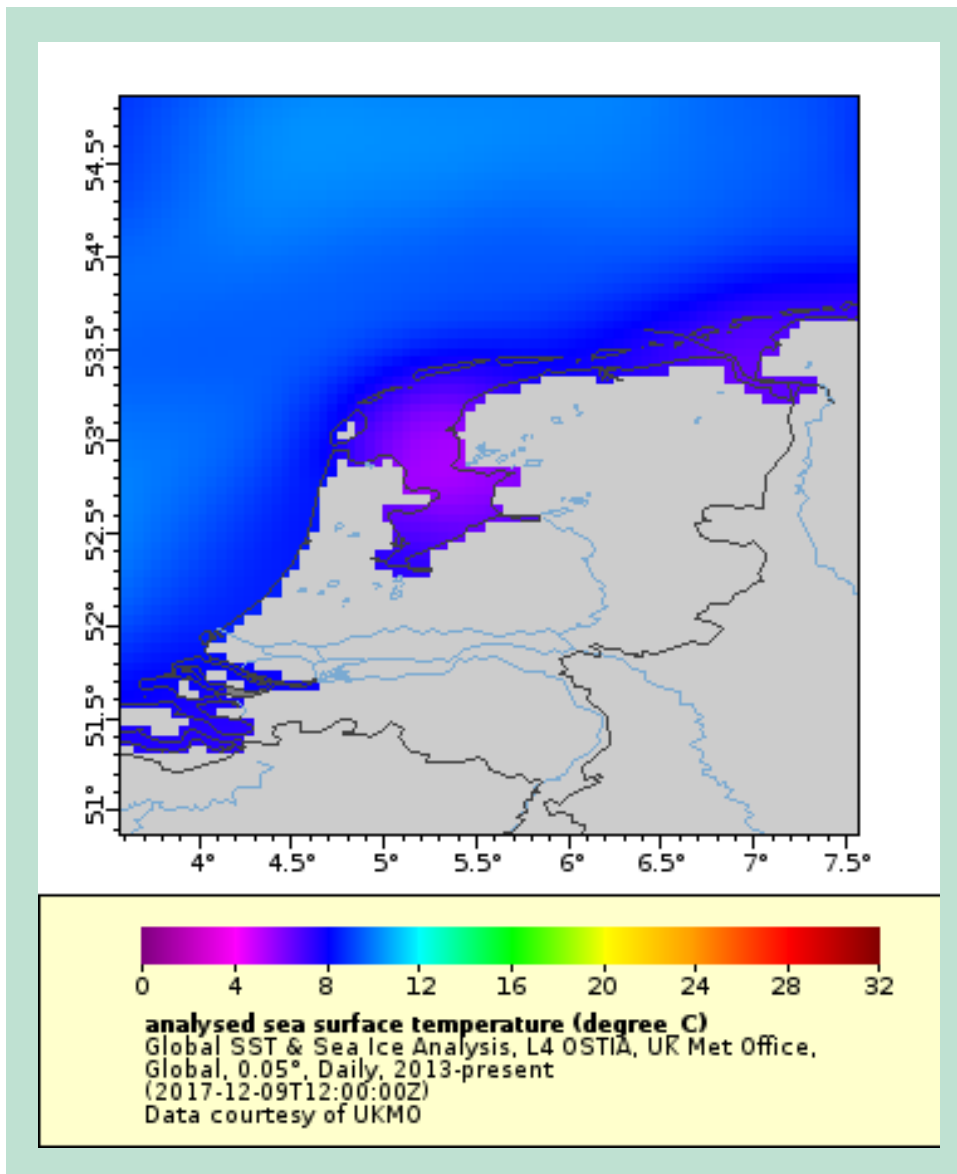 54.5°
54°
53.5°
53°
52.5°
52°
51.5°
51°
4° 4.5° 5° 5.5° 6° 6.5° 7° 7.5°
0 4 8 12 16 20 24 28 32
analysed sea surface temperature (degree_C)
Global SST & Sea Ice Analysis, L4 OSTIA, UK Met Office,
Global, 0.05°, Daily, 2013-present
(2017-12-09T12:00:00Z)
Data courtesy of UKMO